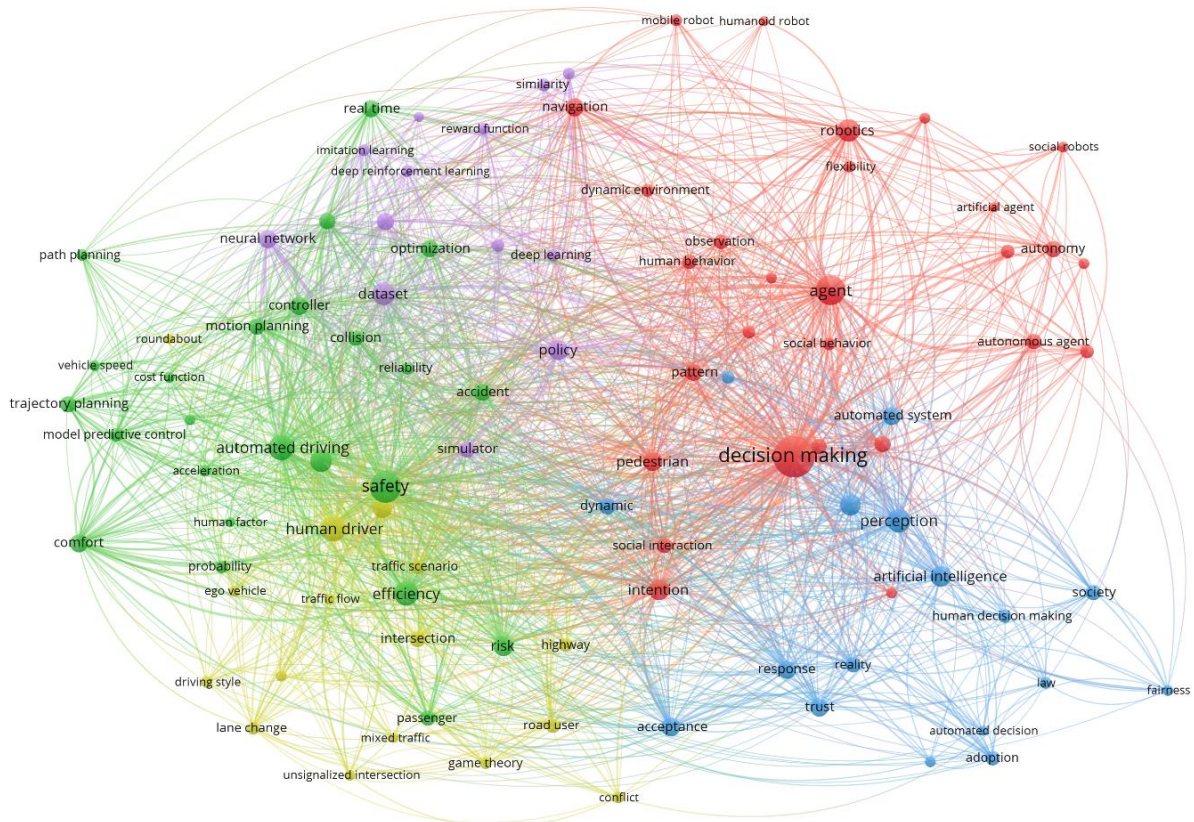 mobile robot
humanoid robot
similarity
navigation
real time
reward function
robotics
imitation learning
deep reinforcement learning
social robots
flexibility
dynamic environment
artificial agent
neural network
optimization
observation
autonomy
path planning
deep learning
human behavior
dataset
agent
controller
motion planning
roundabout
collision
policy
social behavior
autonomous agent
vehicle speed
cost function
reliability
pattern
trajectory planning
accident
automated system
model predictive control
automated driving
simulator
decision making
acceleration
pedestrian
safety
dynamic
human factor
human driver
perception
comfort
social interaction
probability
traffic scenario
artificial intelligence
ego vehicle
traffic flow
efficiency
intention
society
human decision making
intersection
risk
highway
response
reality
driving style
law
fairness
trust
passenger
lane change
mixed traffic
road user
acceptance
automated decision
game theory
adoption
unsignalized intersection
conflict